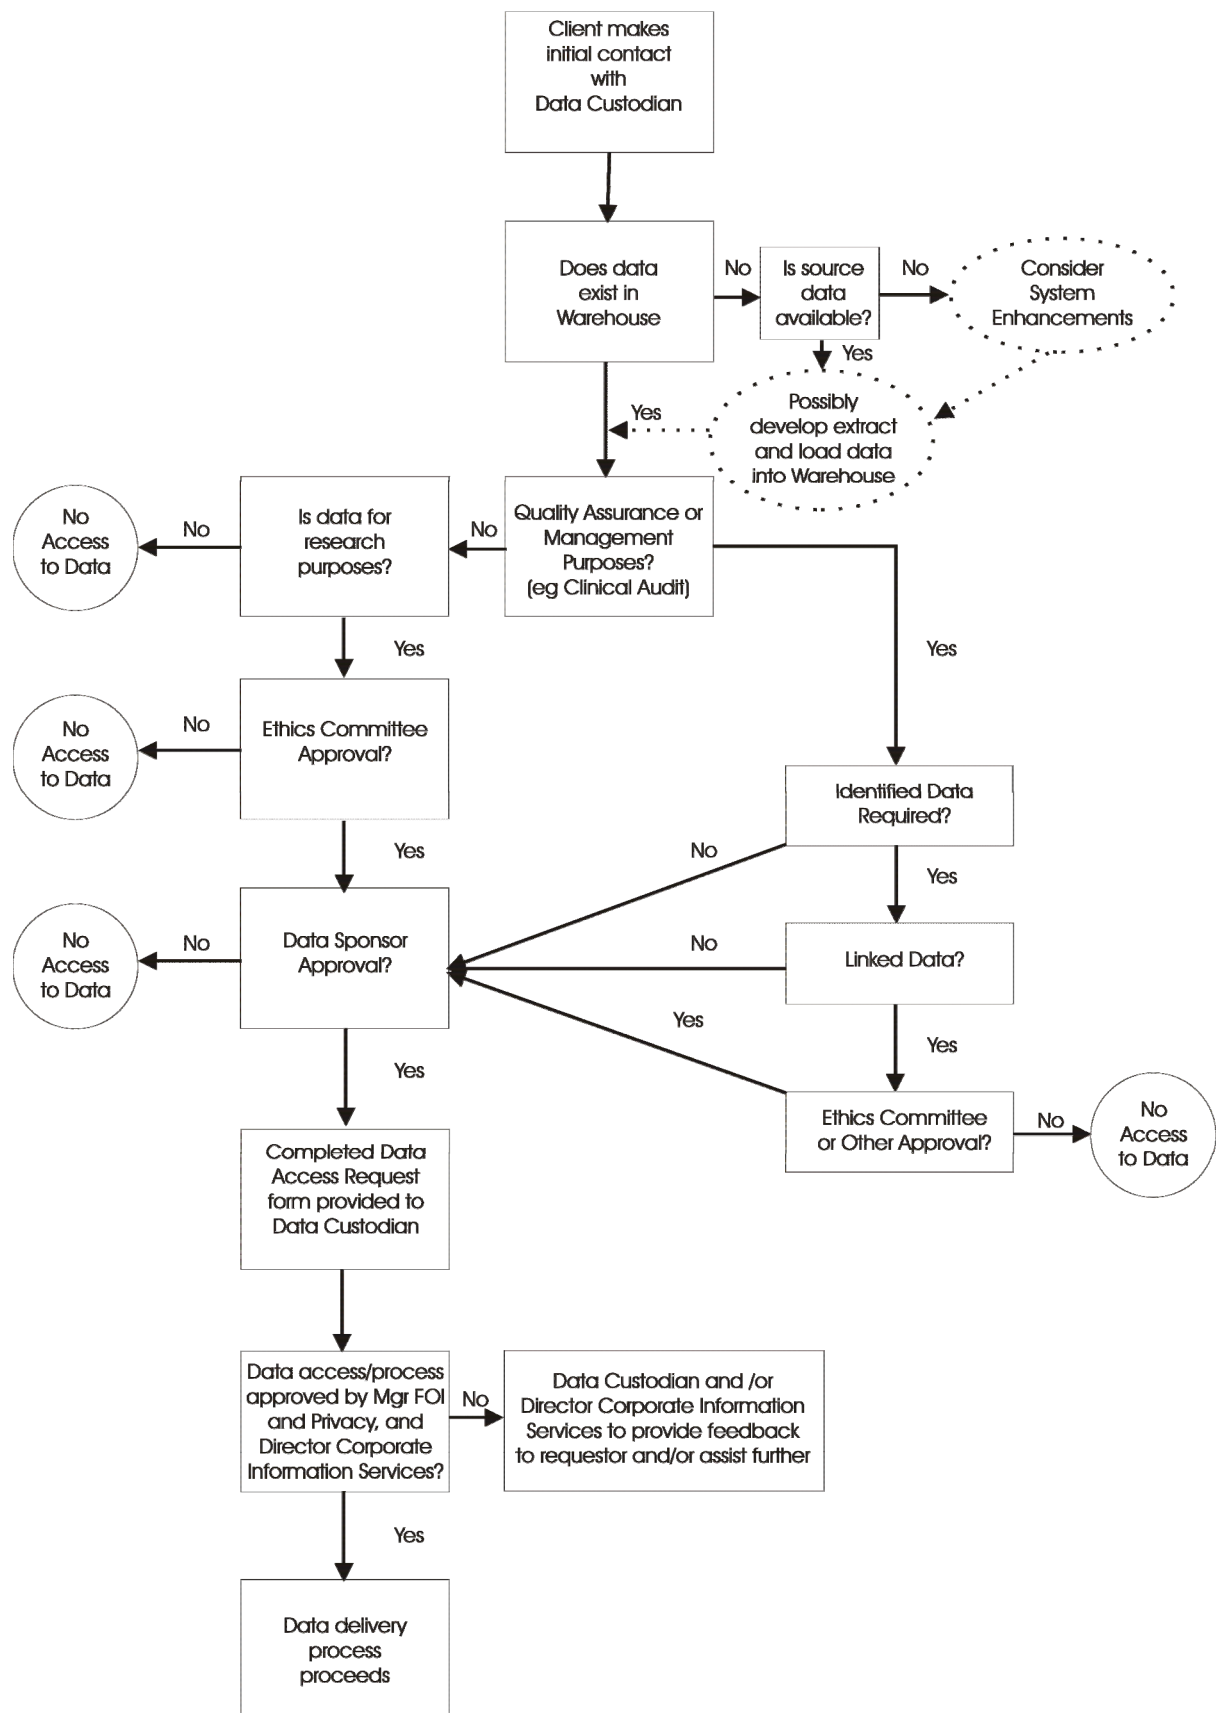 Client makes
initial contact
with
Data Custodian
Does data
exist in
Warehouse
No
Is source
data
available?
No
Consider
System
Enhancements
Yes
Yes
Possibly
develop extract
and load data
into Warehouse
Quality Assurance or
Management
Purposes?
(eg Clinical Audit)
No
Is data for
research
purposes?
No
No
Access
to Data
Yes
Yes
Ethics Committee
Approval?
No
No
Access
to Data
Yes
Identified Data
Required?
No
Yes
Data Sponsor
Approval?
No
No
Access
to Data
No
Linked Data?
Yes
Yes
Yes
Ethics Committee
or Other Approval?
No
No
Access
to Data
Completed Data
Access Request
form provided to
Data Custodian
Data access/process
approved by Mgr FOI
and Privacy, and
Director Corporate
Information Services?
No
Data Custodian and /or
Director Corporate Information
Services to provide feedback
to requestor and/or assist further
Yes
Data delivery
process
proceeds